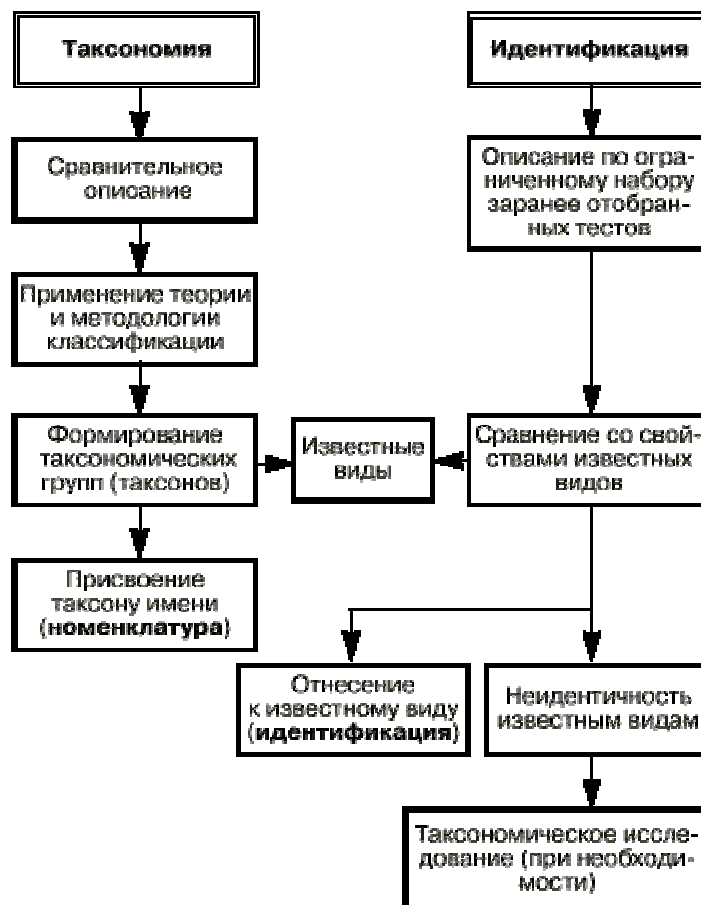 Таксономия
Сравнительное
описание
Применение теории
и методологии
классификации
Формирование
таксономических
групп (таксонов)
Присвоение
таксону имени
(номенклатура)
Известные
виды
Идентификация
Описание по огра-
ниченному набору
заранее отобран-
ных тестов
Сравнение со свой-
ствами известных
видов
Отнесение
к известному виду
(идентификация)
Неидентичность
известным видам
Таксономическое иссле-
дование (при необходи-
мости)